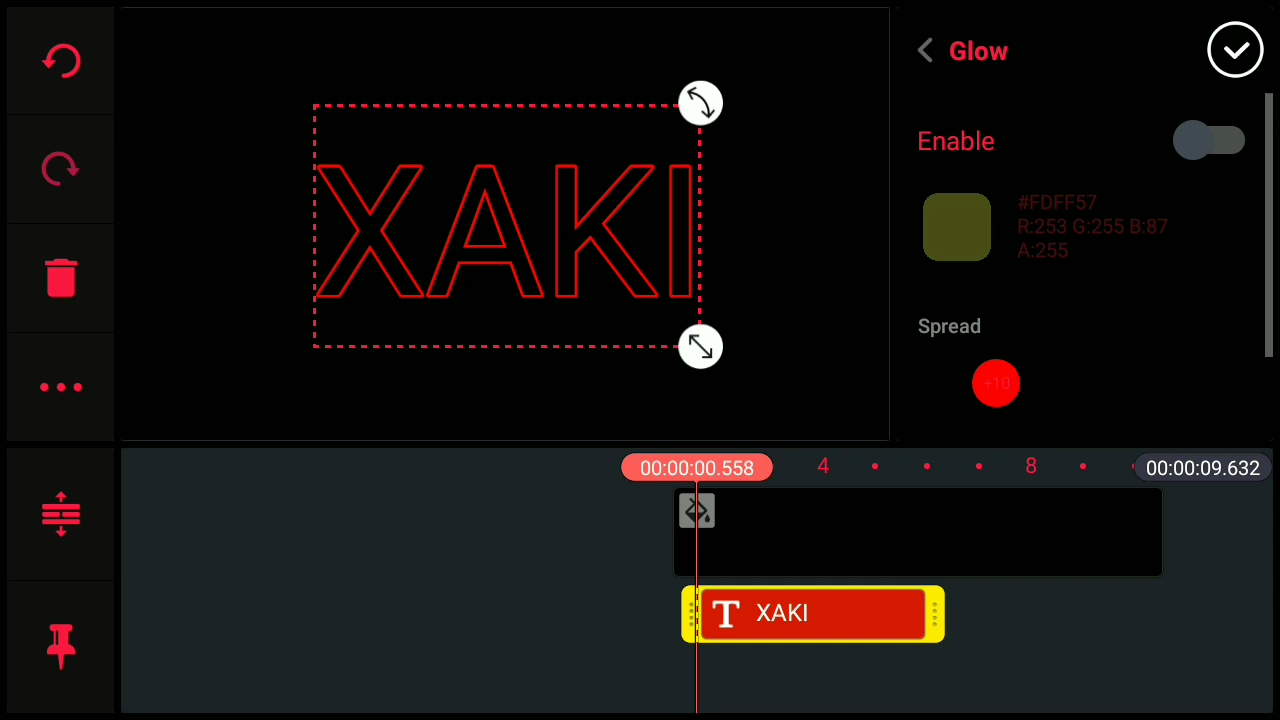 Glow
Enable
#FDFF57
R:253 G:255 B:87
A:255
XAKI
Spread
+10
00:00:00.558
4
8
00:00:09.632
T XAKI